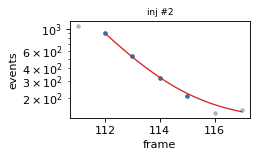 inj #2
events
10³
6 × 10²
4 × 10²
3 × 10²
2 × 10²
112
114
116
frame